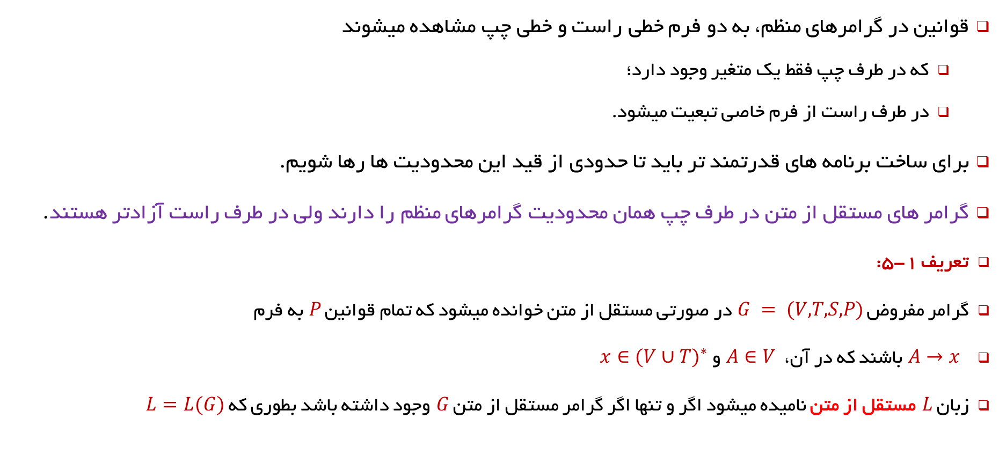 ❑ قوانین در گرامرهای منظم، به دو فرم خطی راست و خطی چپ مشاهده میشوند
❑ که در طرف چپ فقط یک متغیر وجود دارد؛
❑ در طرف راست از فرم خاصی تبعیت میشود.
❑ برای ساخت برنامه های قدرتمند تر باید تا حدودی از قید این محدودیت ها رها شویم.
❑ گرامر های مستقل از متن در طرف چپ همان محدودیت گرامرهای منظم را دارند ولی در طرف راست آزادتر هستند.
❑ تعریف ۱-۵:
❑ گرامر مفروض G = (V,T,S,P) در صورتی مستقل از متن خوانده میشود که تمام قوانین P به فرم
❑ A → x باشند که در آن، A ∈ V و x ∈ (V ∪ T)*
❑ زبان L مستقل از متن نامیده میشود اگر و تنها اگر گرامر مستقل از متن G وجود داشته باشد بطوری که L = L(G)